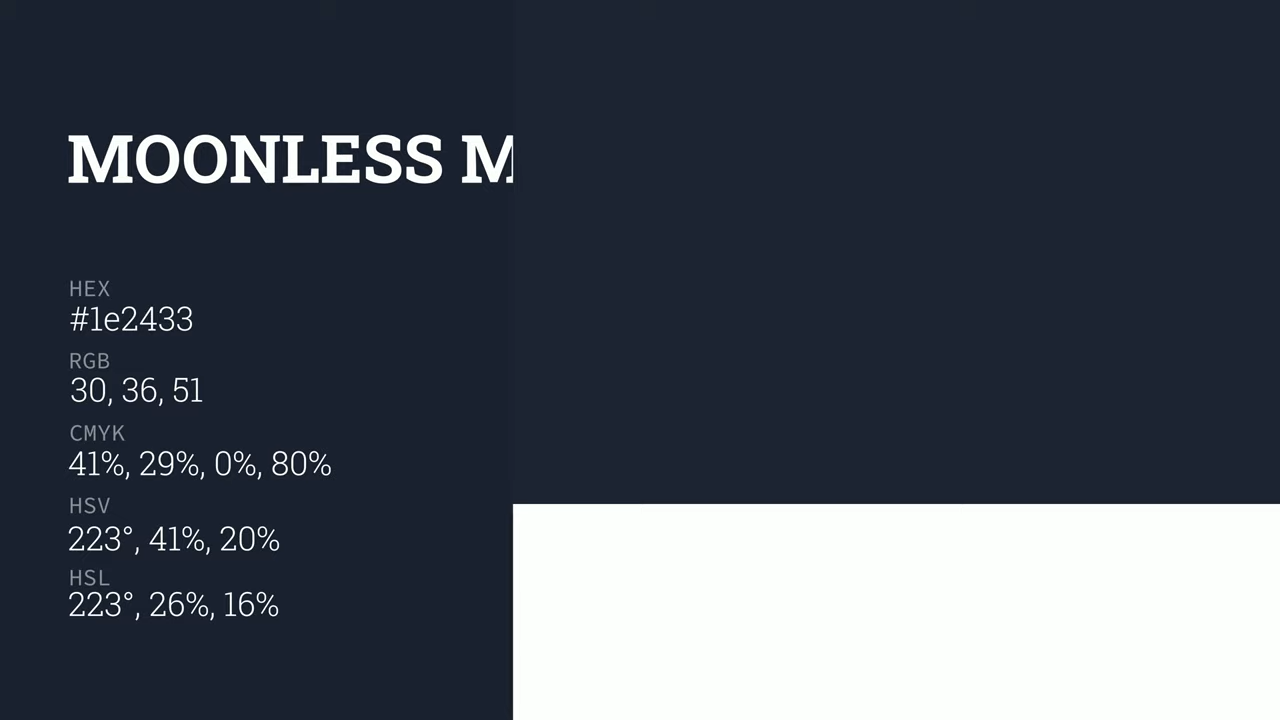 MOONLESS M
HEX
#1e2433
RGB
30, 36, 51
CMYK
41%, 29%, 0%, 80%
HSV
223°, 41%, 20%
HSL
223°, 26%, 16%